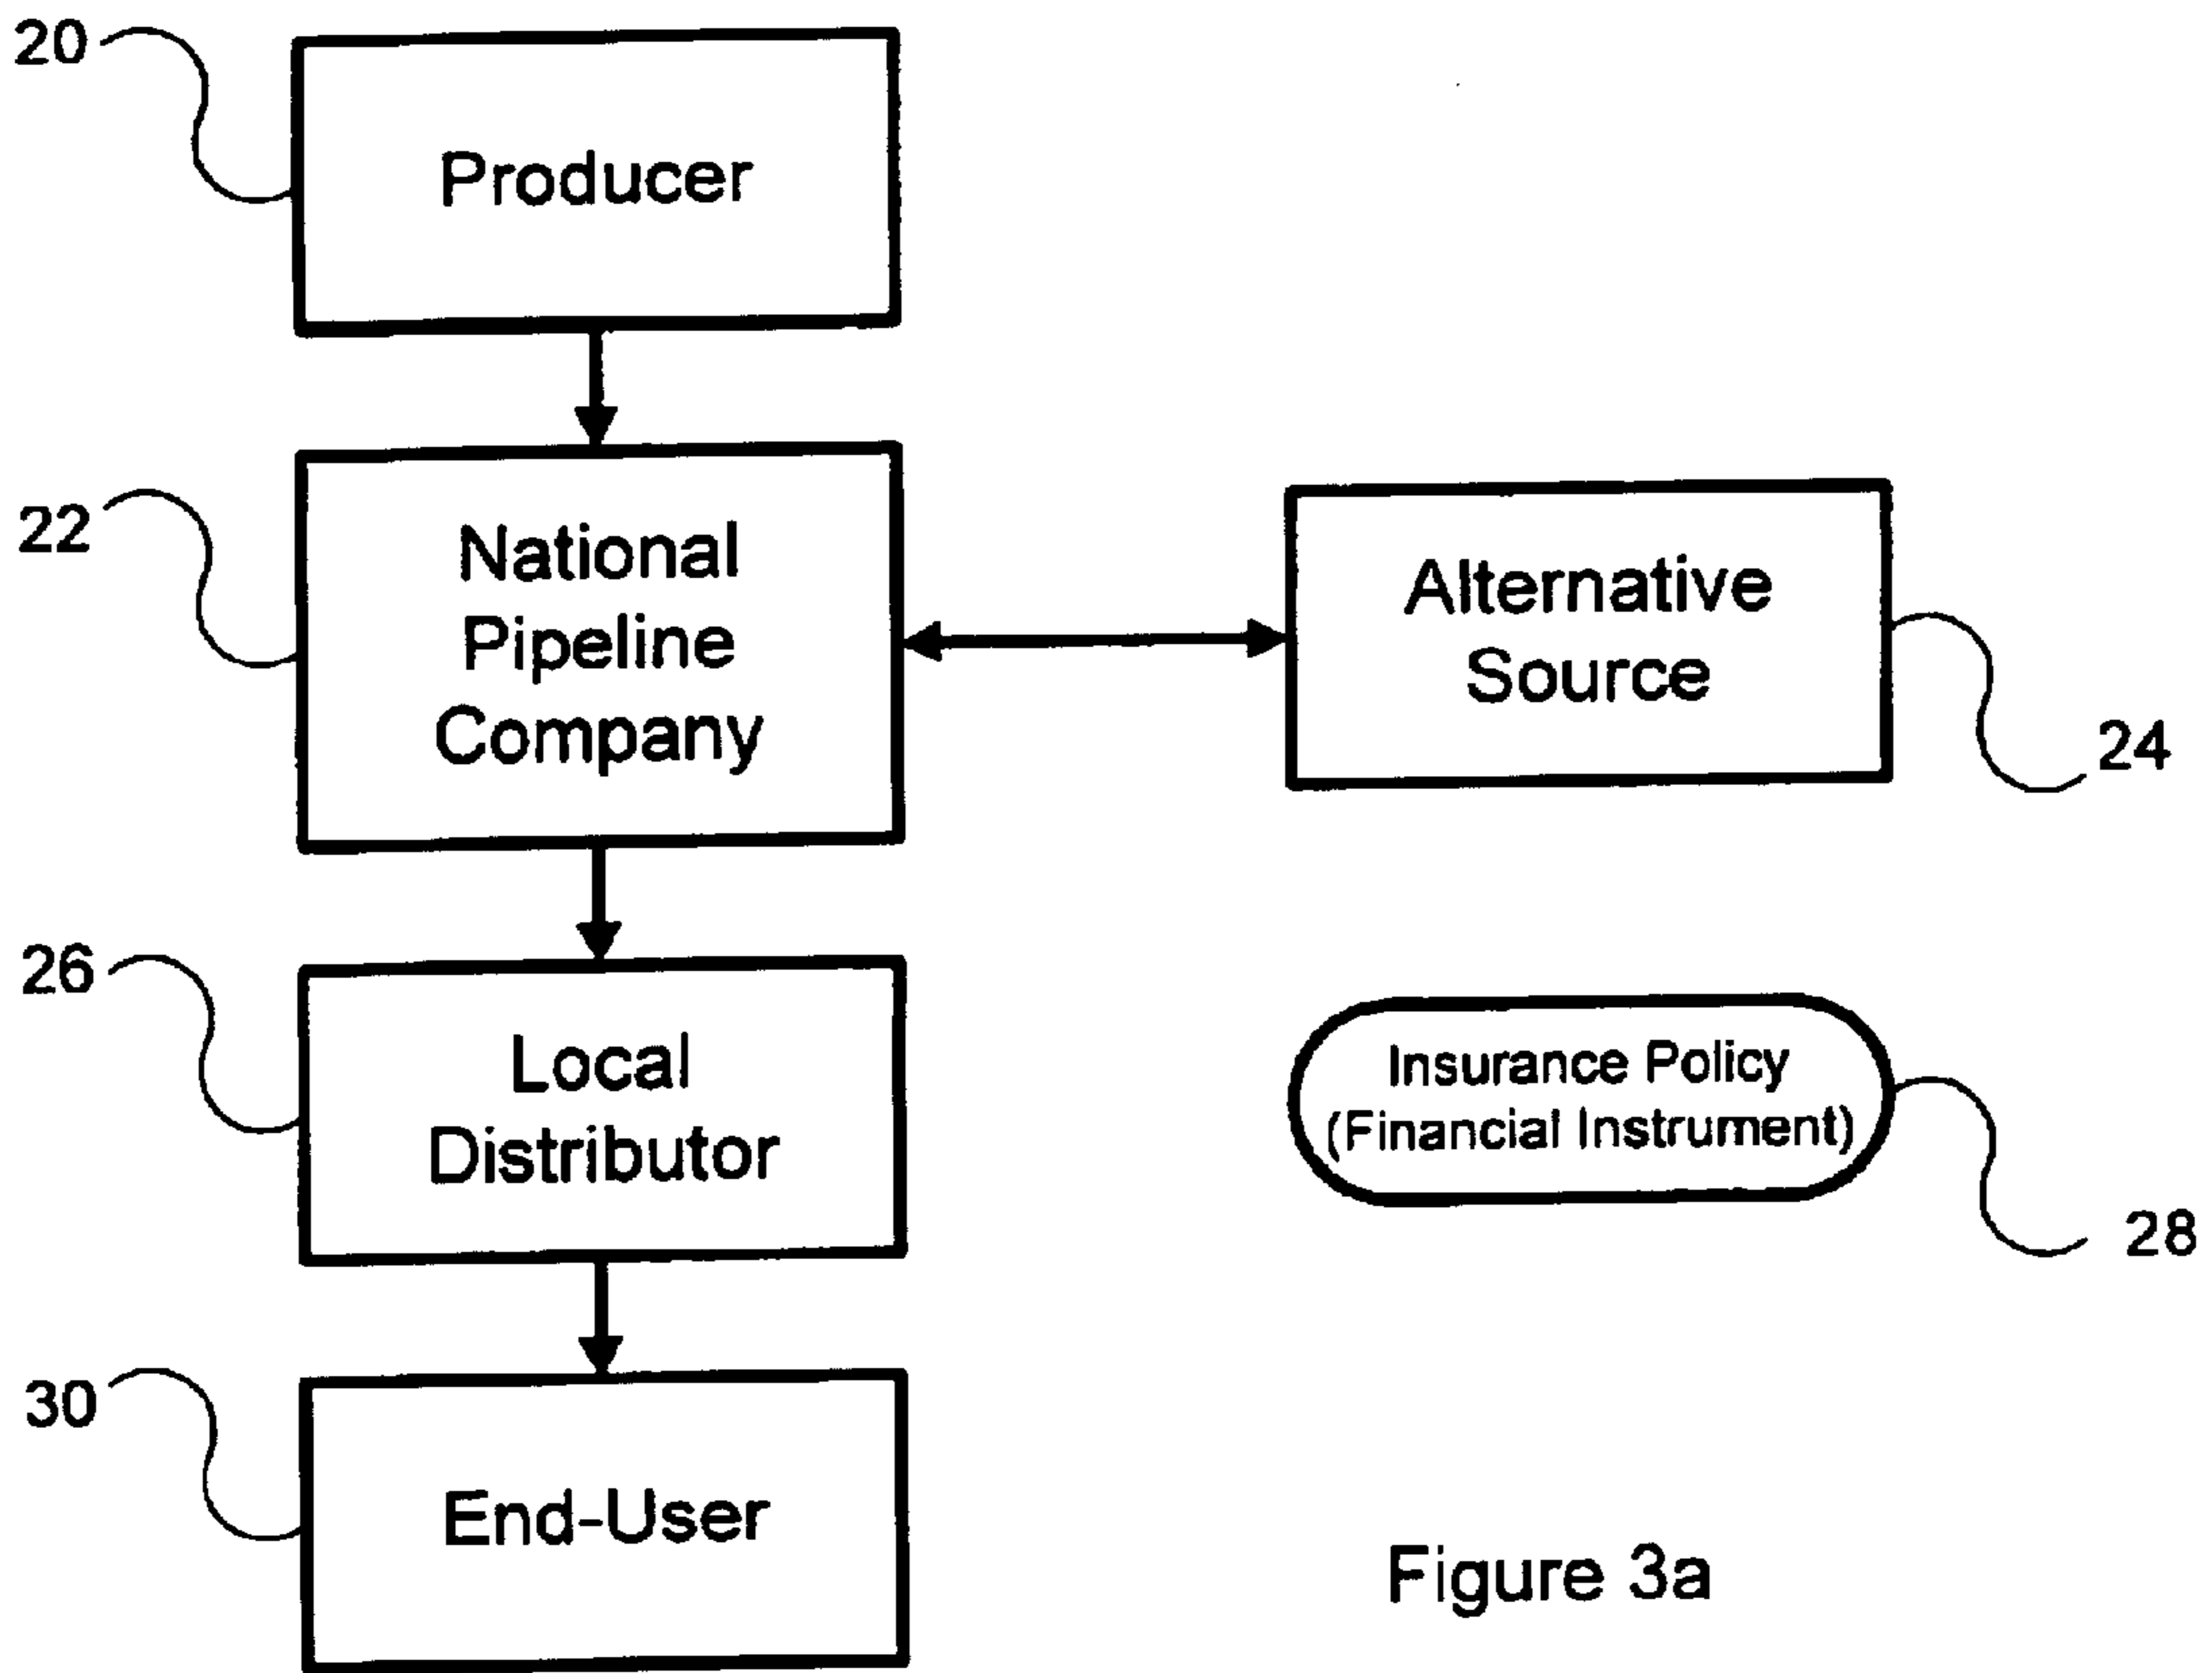 20
Producer
22
National
Pipeline
Company
Alternative
Source
24
26
Local
Distributor
Insurance Policy
(Financial Instrument)
28
30
End-User
Figure 3a